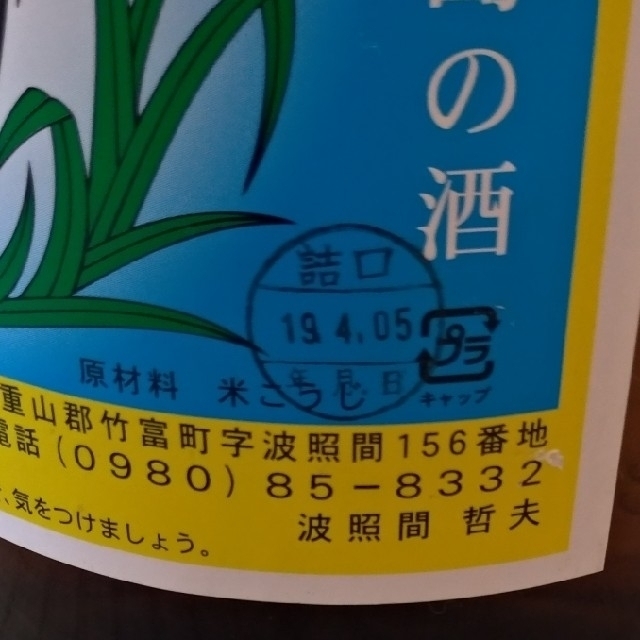 の酒
詰口
19.4.05
年月日
プラ
キャップ
原材料 米こうじ
重山郡竹富町字波照間156番地
電話(0980)85-8332
気をつけましょう。
波照間 哲夫